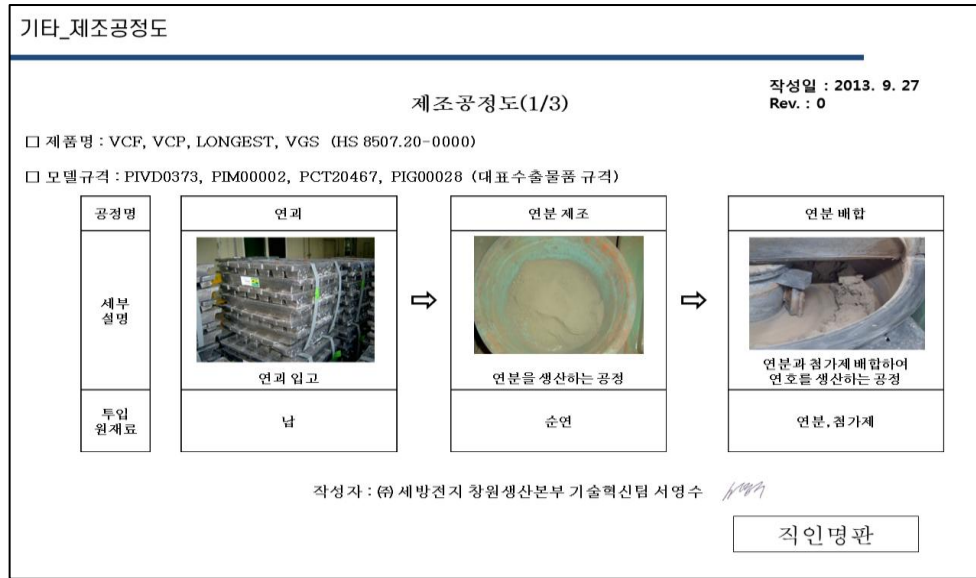 기타_제조공정도
작성일 : 2013. 9. 27
Rev. : 0
제조공정도(1/3)
□ 제품명 : VCF, VCP, LONGEST, VGS (HS 8507.20-0000)
□ 모델규격 : PIVD0373, PIM00002, PCT20467, PIG00028 (대표수출물품 규격)
공정명
연괴
연분 제조
연분 배합
세부
설명
연괴 입고
연분을 생산하는 공정
연분과 첨가제 배합하여
연호를 생산하는 공정
투입
원재료
납
순연
연분, 첨가제
작성자 : ㈜ 세방전지 창원생산본부 기술혁신팀 서영수
직인명판